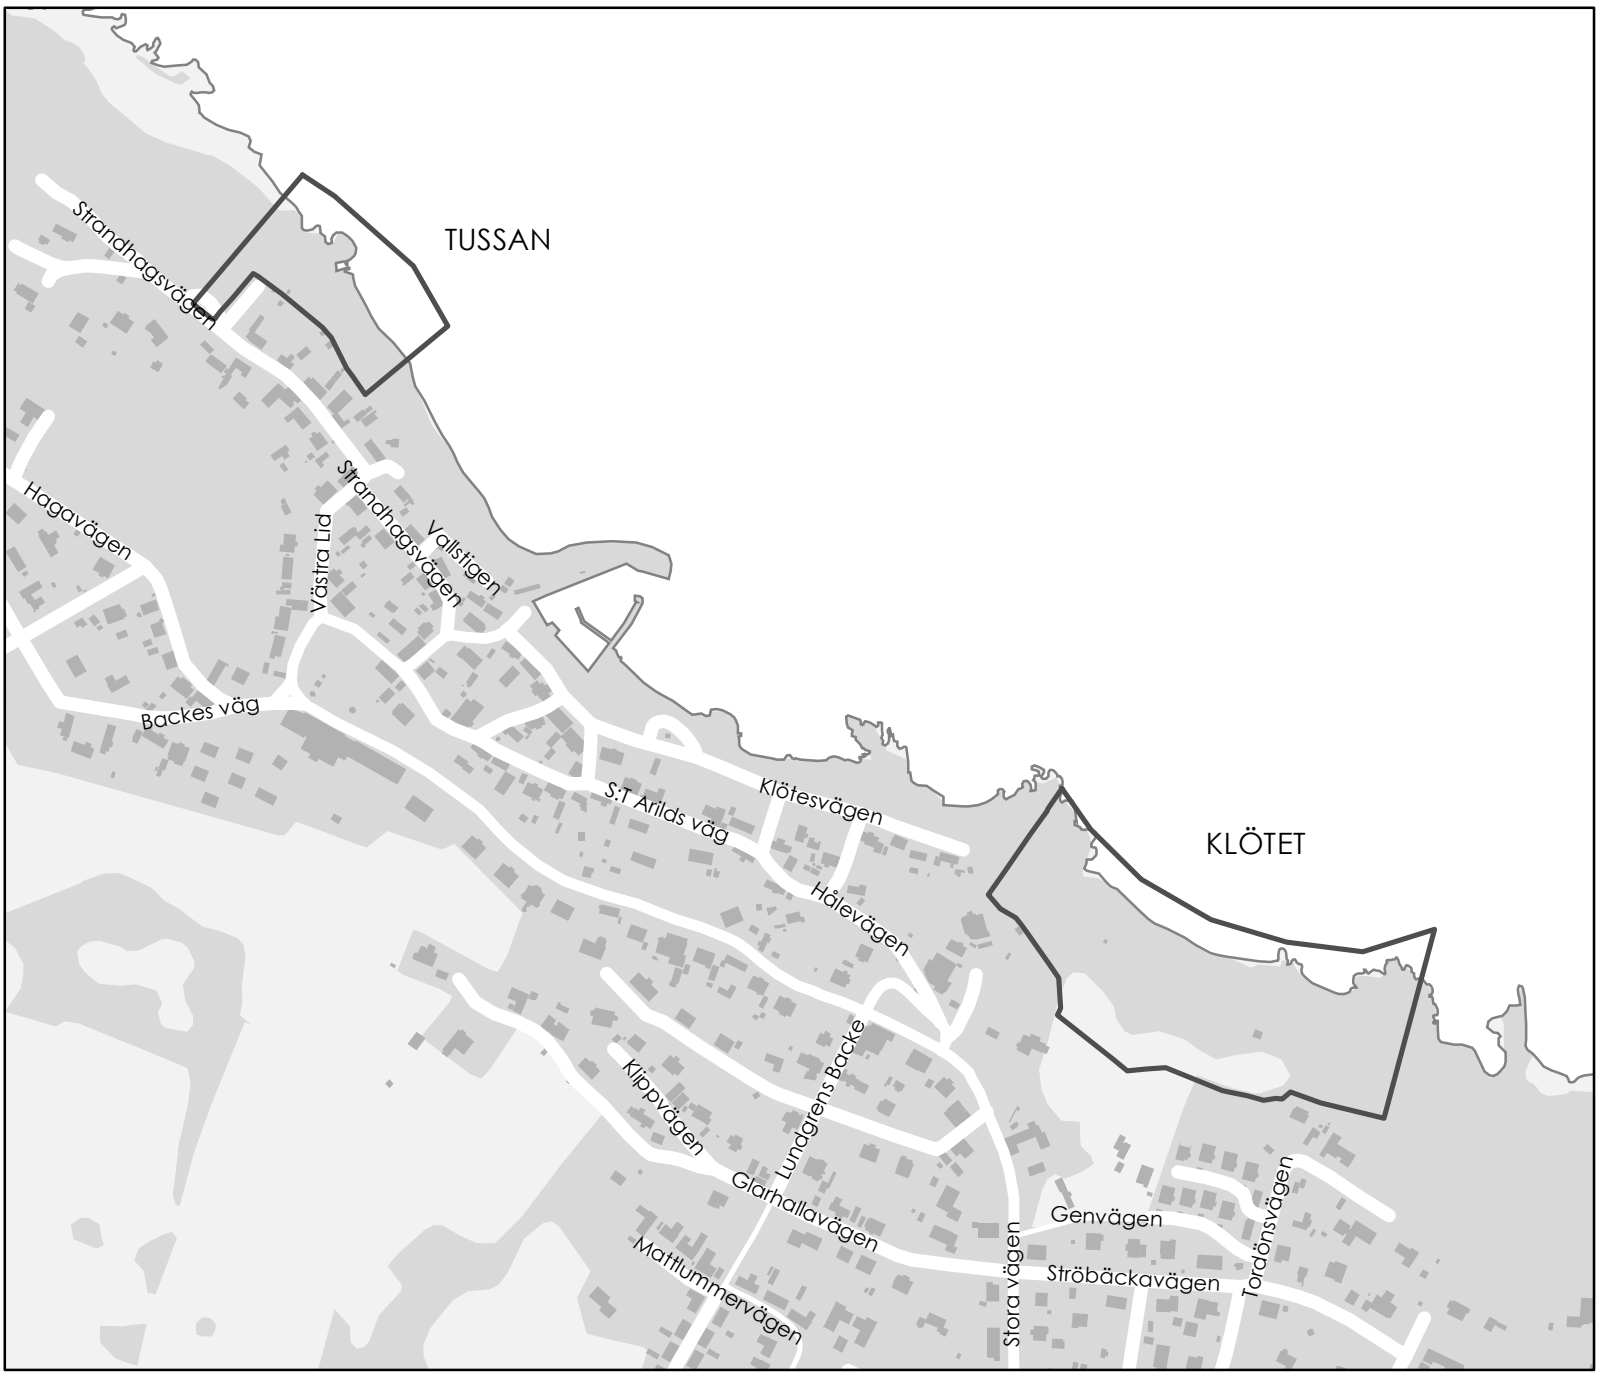 Strandhagsvägen
TUSSAN
Hagavägen
Strandhagsvägen
Vallstigen
Västra Lid
Backes väg
Klötesvägen
S:T Arilds väg
KLÖTET
Hålevägen
Lundgrens Backe
Klippvägen
Glarhallavägen
Genvägen
Tordönsvägen
Mattlummervägen
Stora vägen
Ströbäckavägen